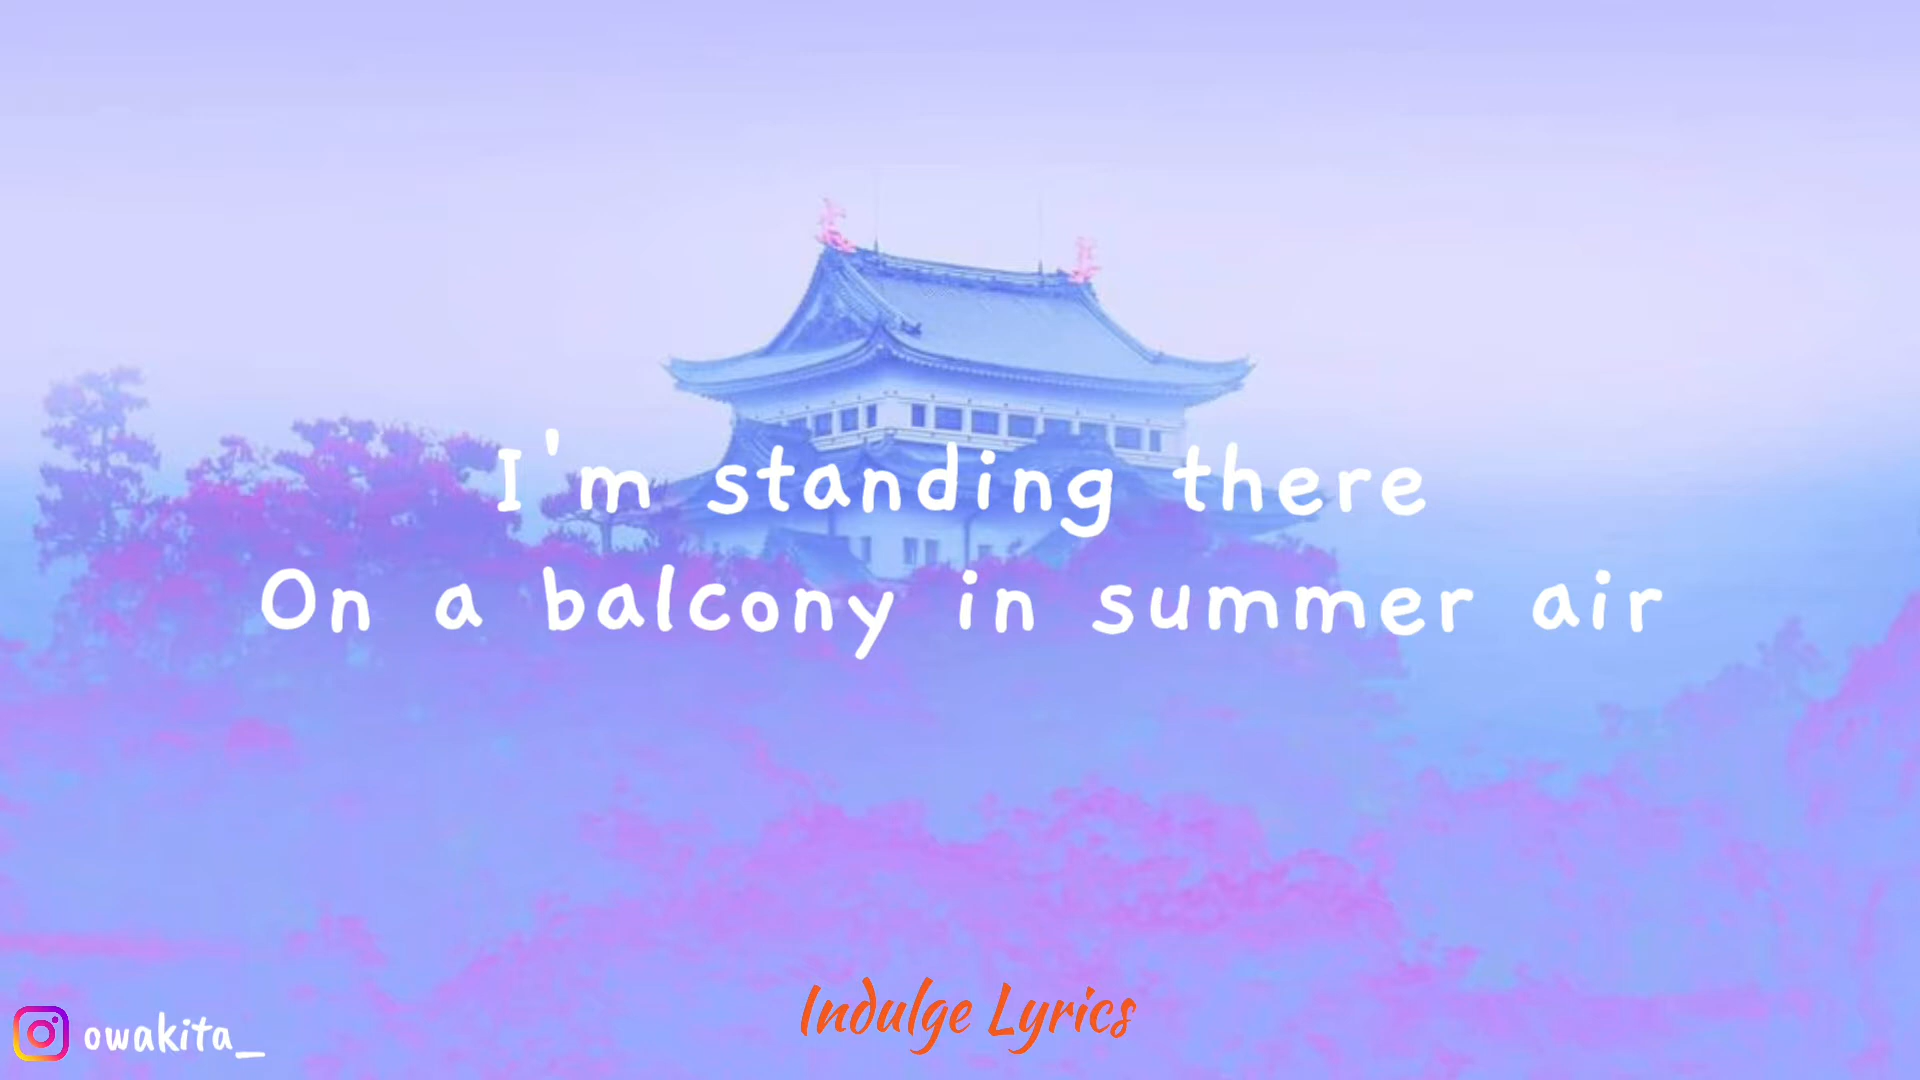 I'm standing there
On a balcony in summer air
Indulge Lyrics
owakita_